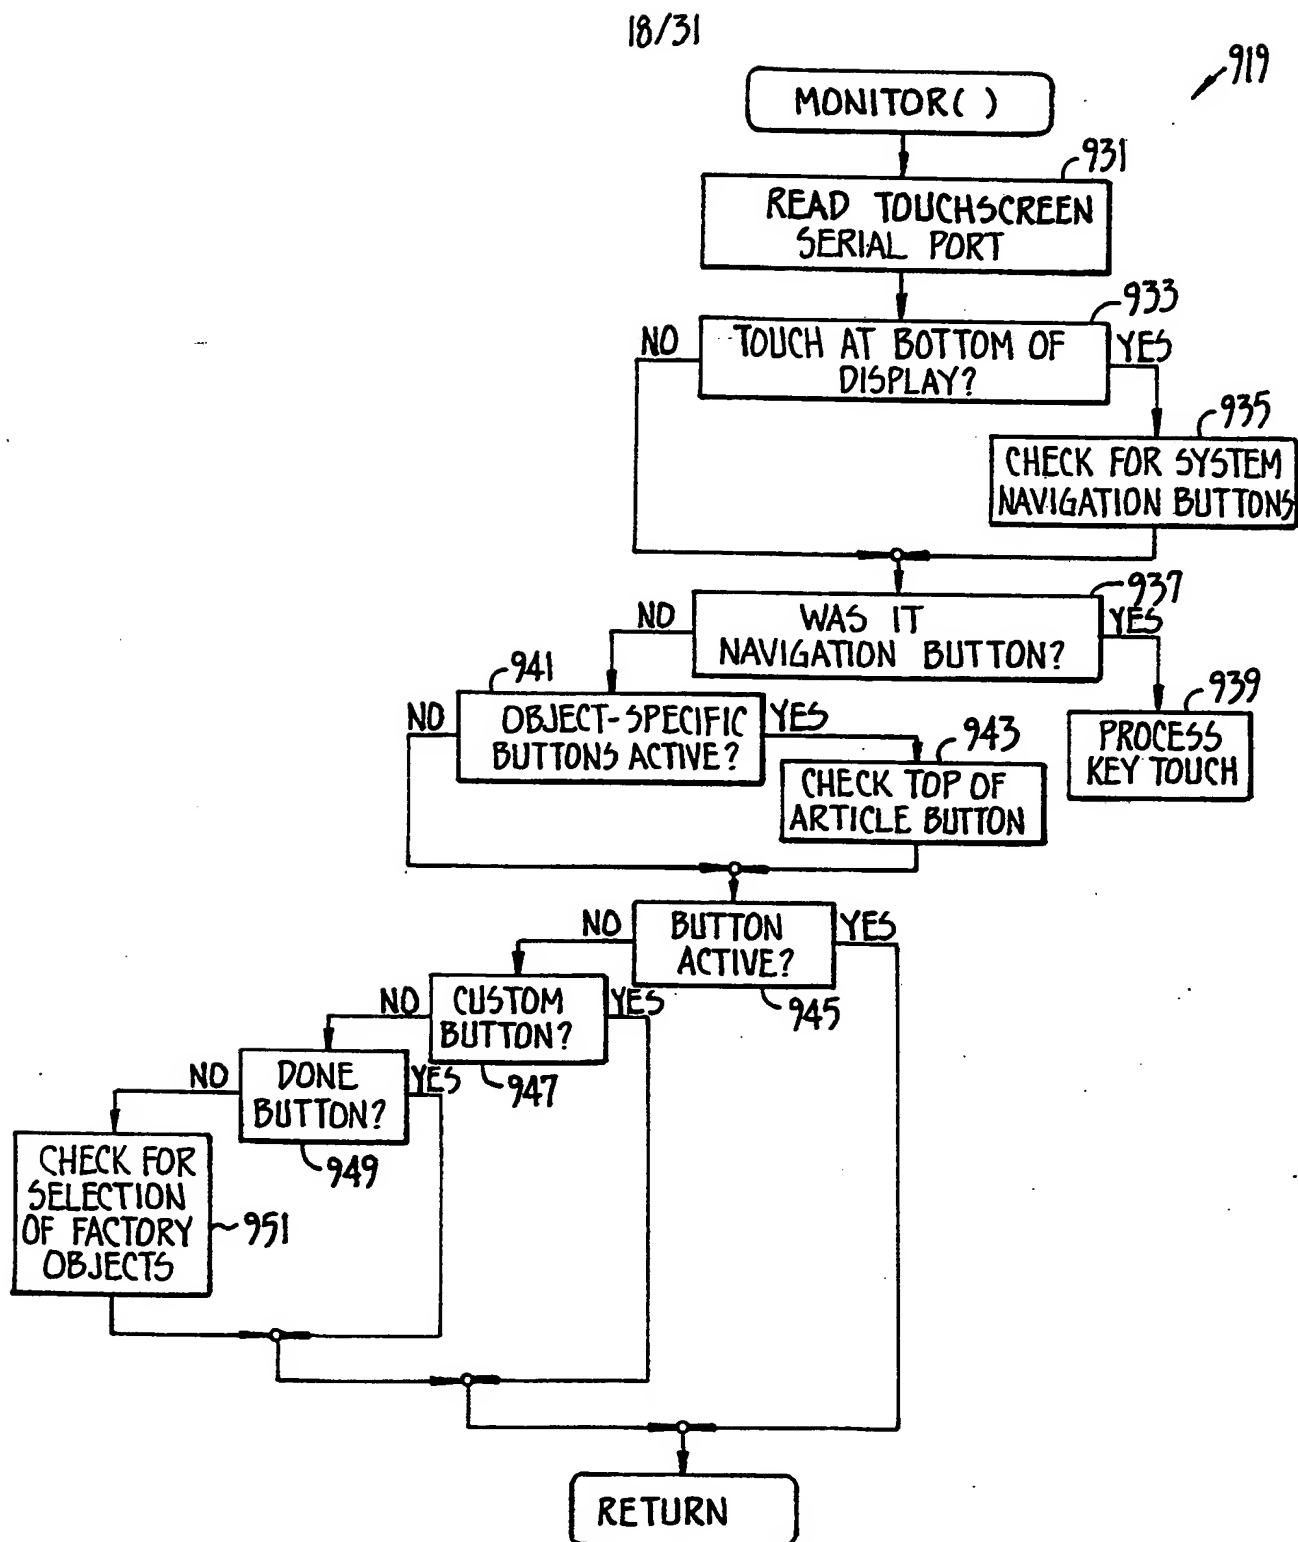 18/31
919
MONITOR( )
931
READ TOUCHSCREEN
SERIAL PORT
933
NO
TOUCH AT BOTTOM OF
DISPLAY?
YES
935
CHECK FOR SYSTEM
NAVIGATION BUTTONS
937
NO
WAS IT
NAVIGATION BUTTON?
YES
941
939
NO
OBJECT-SPECIFIC
BUTTONS ACTIVE?
YES
943
PROCESS
KEY TOUCH
CHECK TOP OF
ARTICLE BUTTON
NO
BUTTON
ACTIVE?
YES
945
NO
CUSTOM
BUTTON?
YES
947
NO
DONE
BUTTON?
YES
949
CHECK FOR
SELECTION
OF FACTORY
OBJECTS
951
RETURN